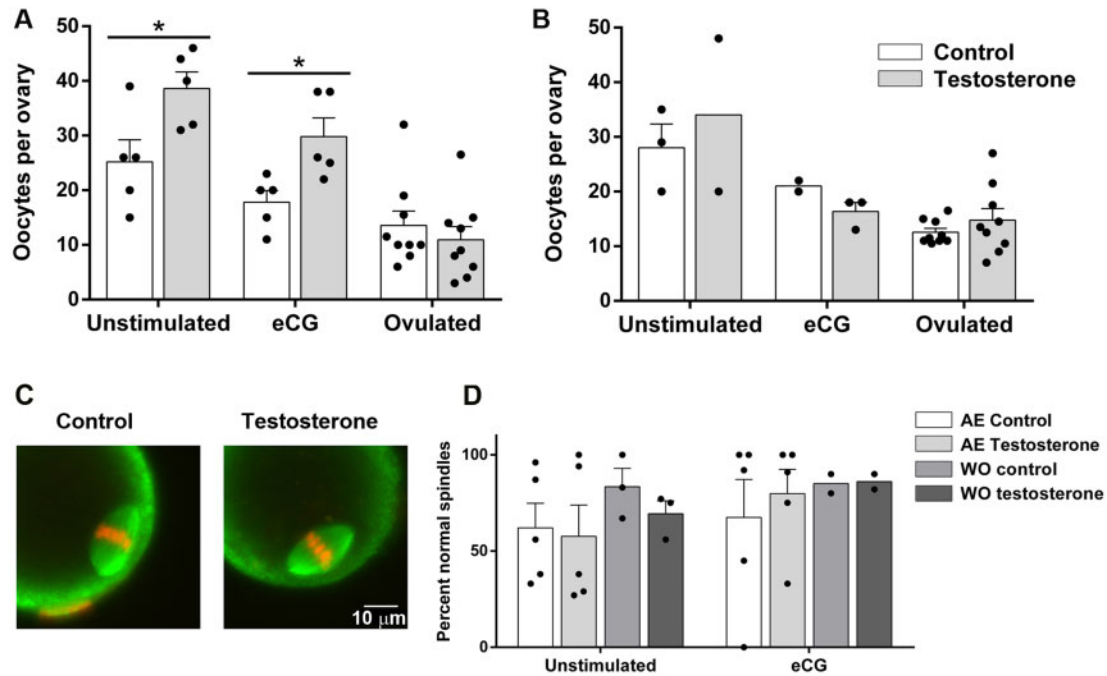 A
Oocytes per ovary
50
40
30
20
10
0
*
*
Unstimulated
eCG
Ovulated
B
Oocytes per ovary
50
40
30
20
10
0
Control
Testosterone
Unstimulated
eCG
Ovulated
C
Control
Testosterone
10 μm
D
Percent normal spindles
100
50
0
AE Control
AE Testosterone
WO control
WO testosterone
Unstimulated
eCG